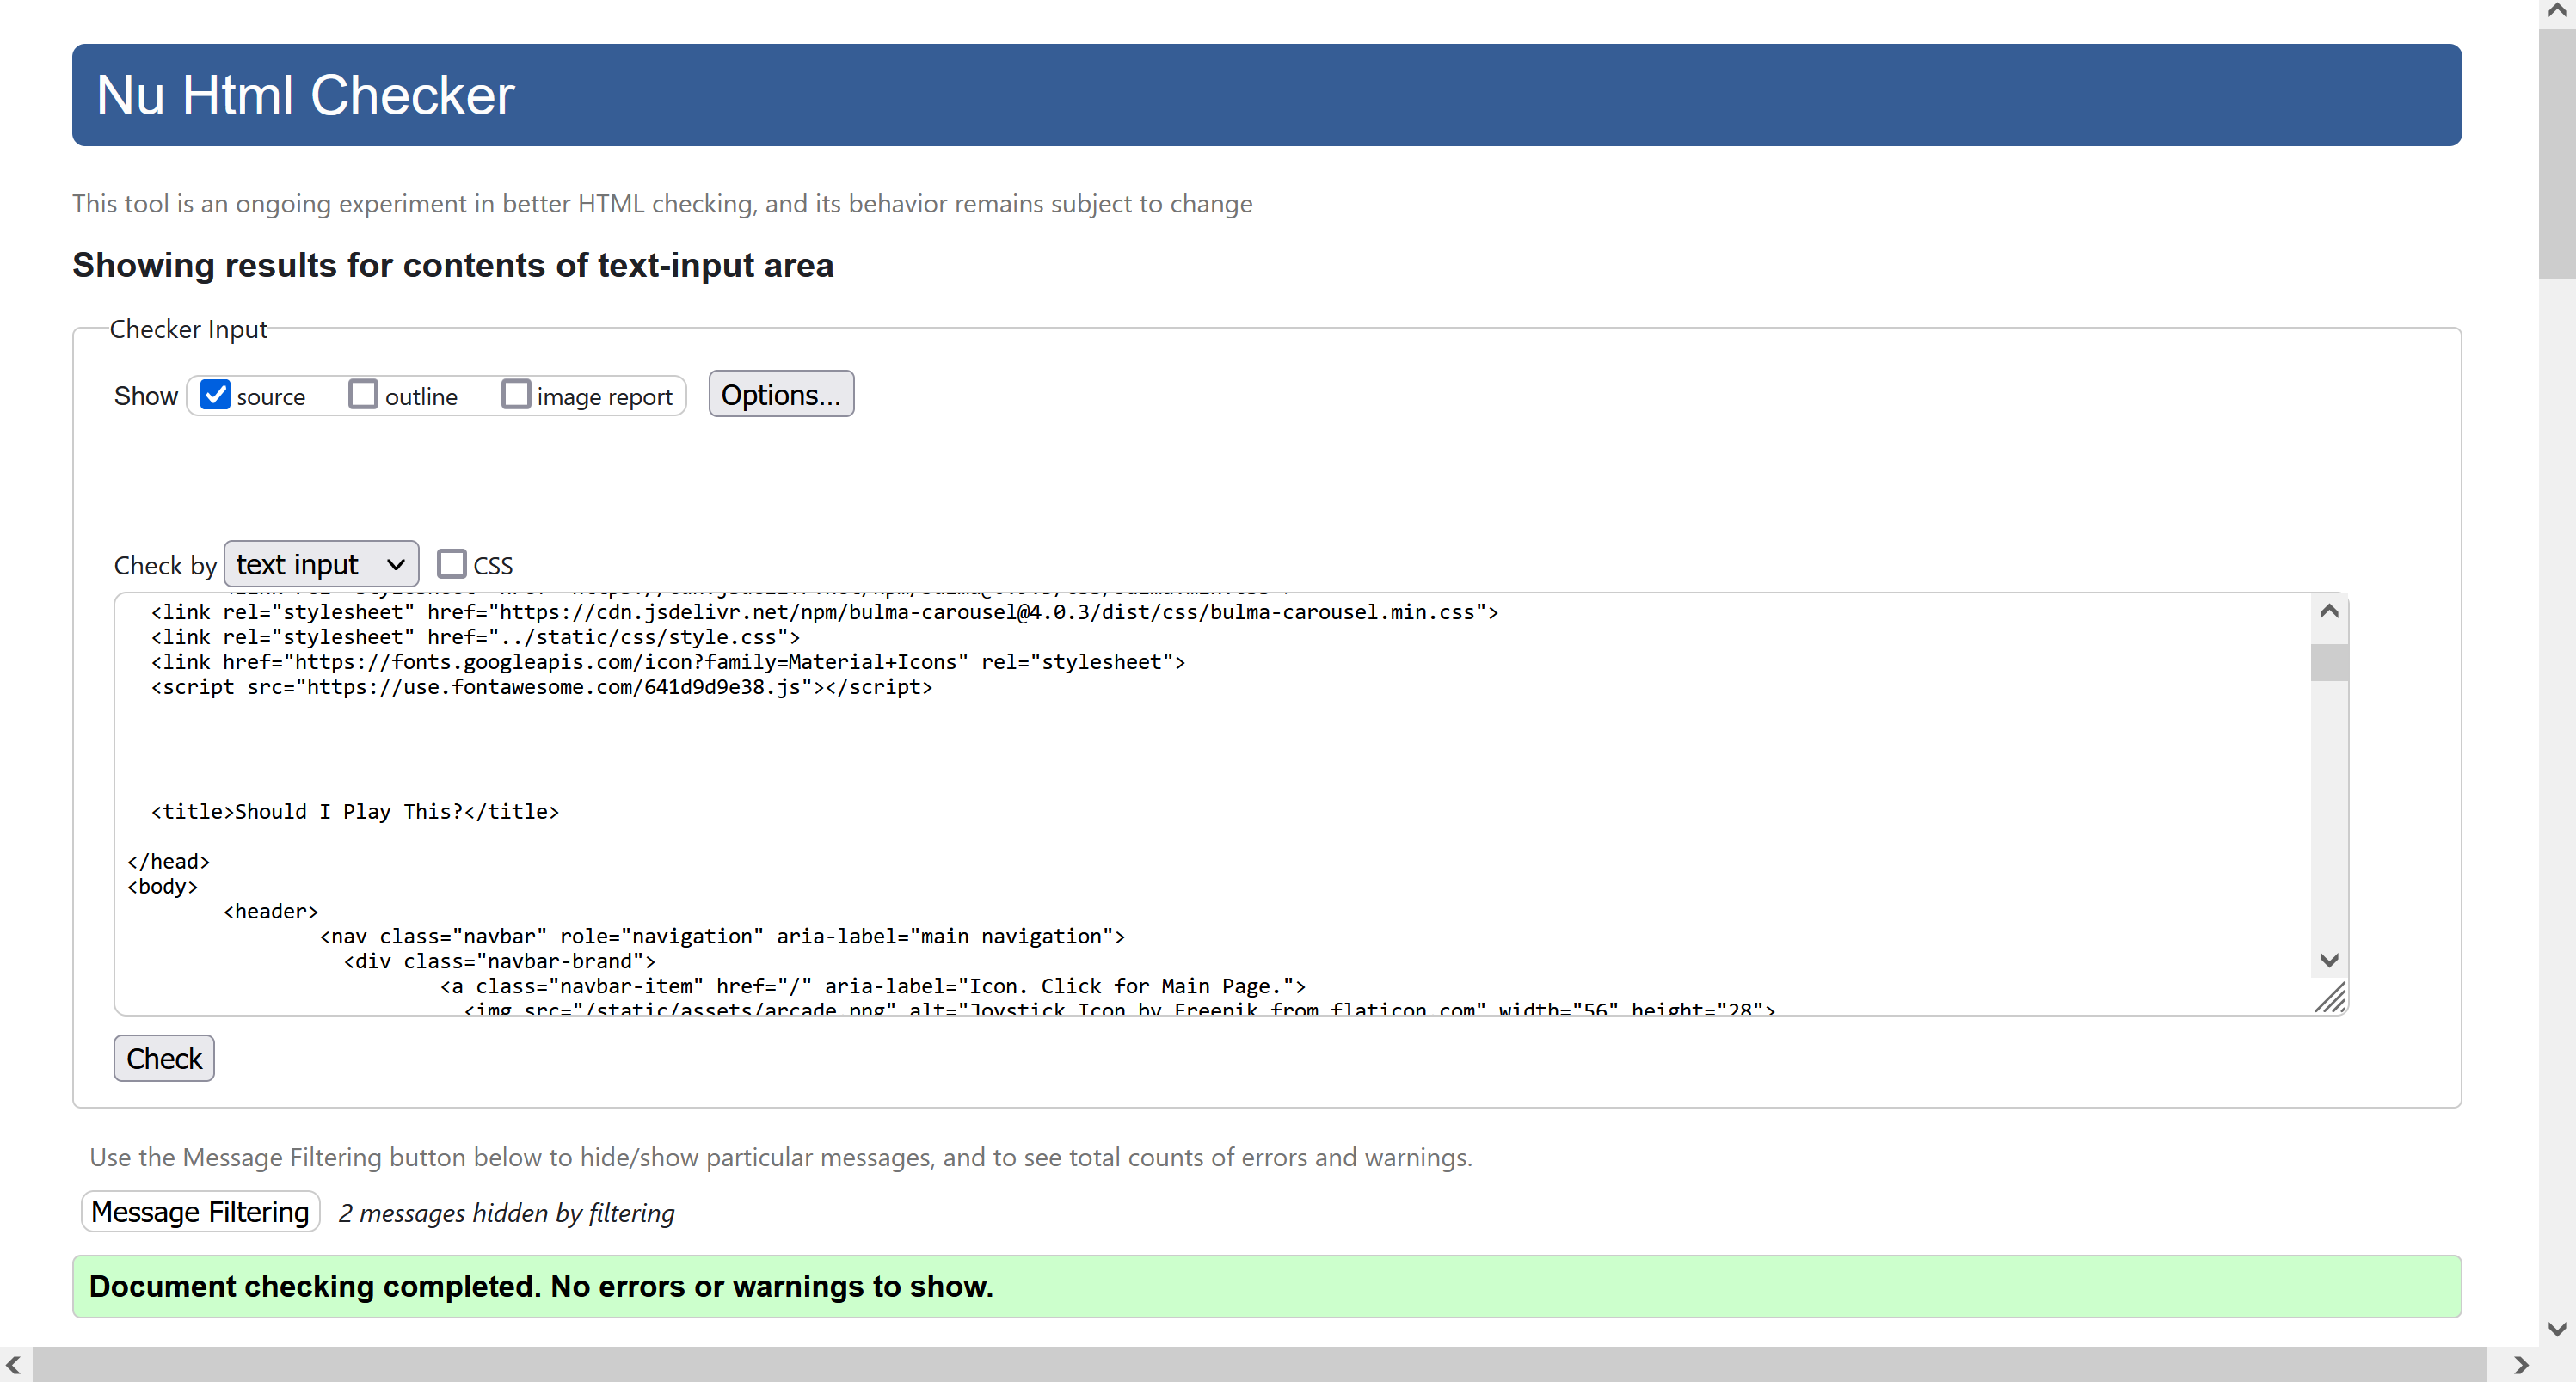 Nu Html Checker
This tool is an ongoing experiment in better HTML checking, and its behavior remains subject to change
Showing results for contents of text-input area
Checker Input
Show source outline image report Options...
Check by text input CSS
<link rel="stylesheet" href="https://cdn.jsdelivr.net/npm/bulma-carousel@4.0.3/dist/css/bulma-carousel.min.css">
<link rel="stylesheet" href="../static/css/style.css">
<link href="https://fonts.googleapis.com/icon?family=Material+Icons" rel="stylesheet">
<script src="https://use.fontawesome.com/641d9d9e38.js"></script>
<title>Should I Play This?</title>
</head>
<body>
<header>
<nav class="navbar" role="navigation" aria-label="main navigation">
<div class="navbar-brand">
<a class="navbar-item" href="/" aria-label="Icon. Click for Main Page.">
<img src="/static/assets/arcade.png" alt="Joystick Icon by Freepik from flaticon.com" width="56" height="28">
Check
Use the Message Filtering button below to hide/show particular messages, and to see total counts of errors and warnings.
Message Filtering 2 messages hidden by filtering
Document checking completed. No errors or warnings to show.